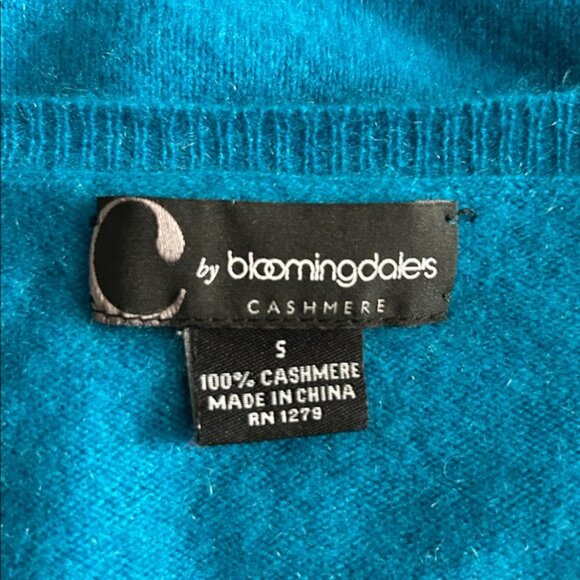 C by bloomingdale's
CASHMERE
S
100% CASHMERE
MADE IN CHINA
RN 1279